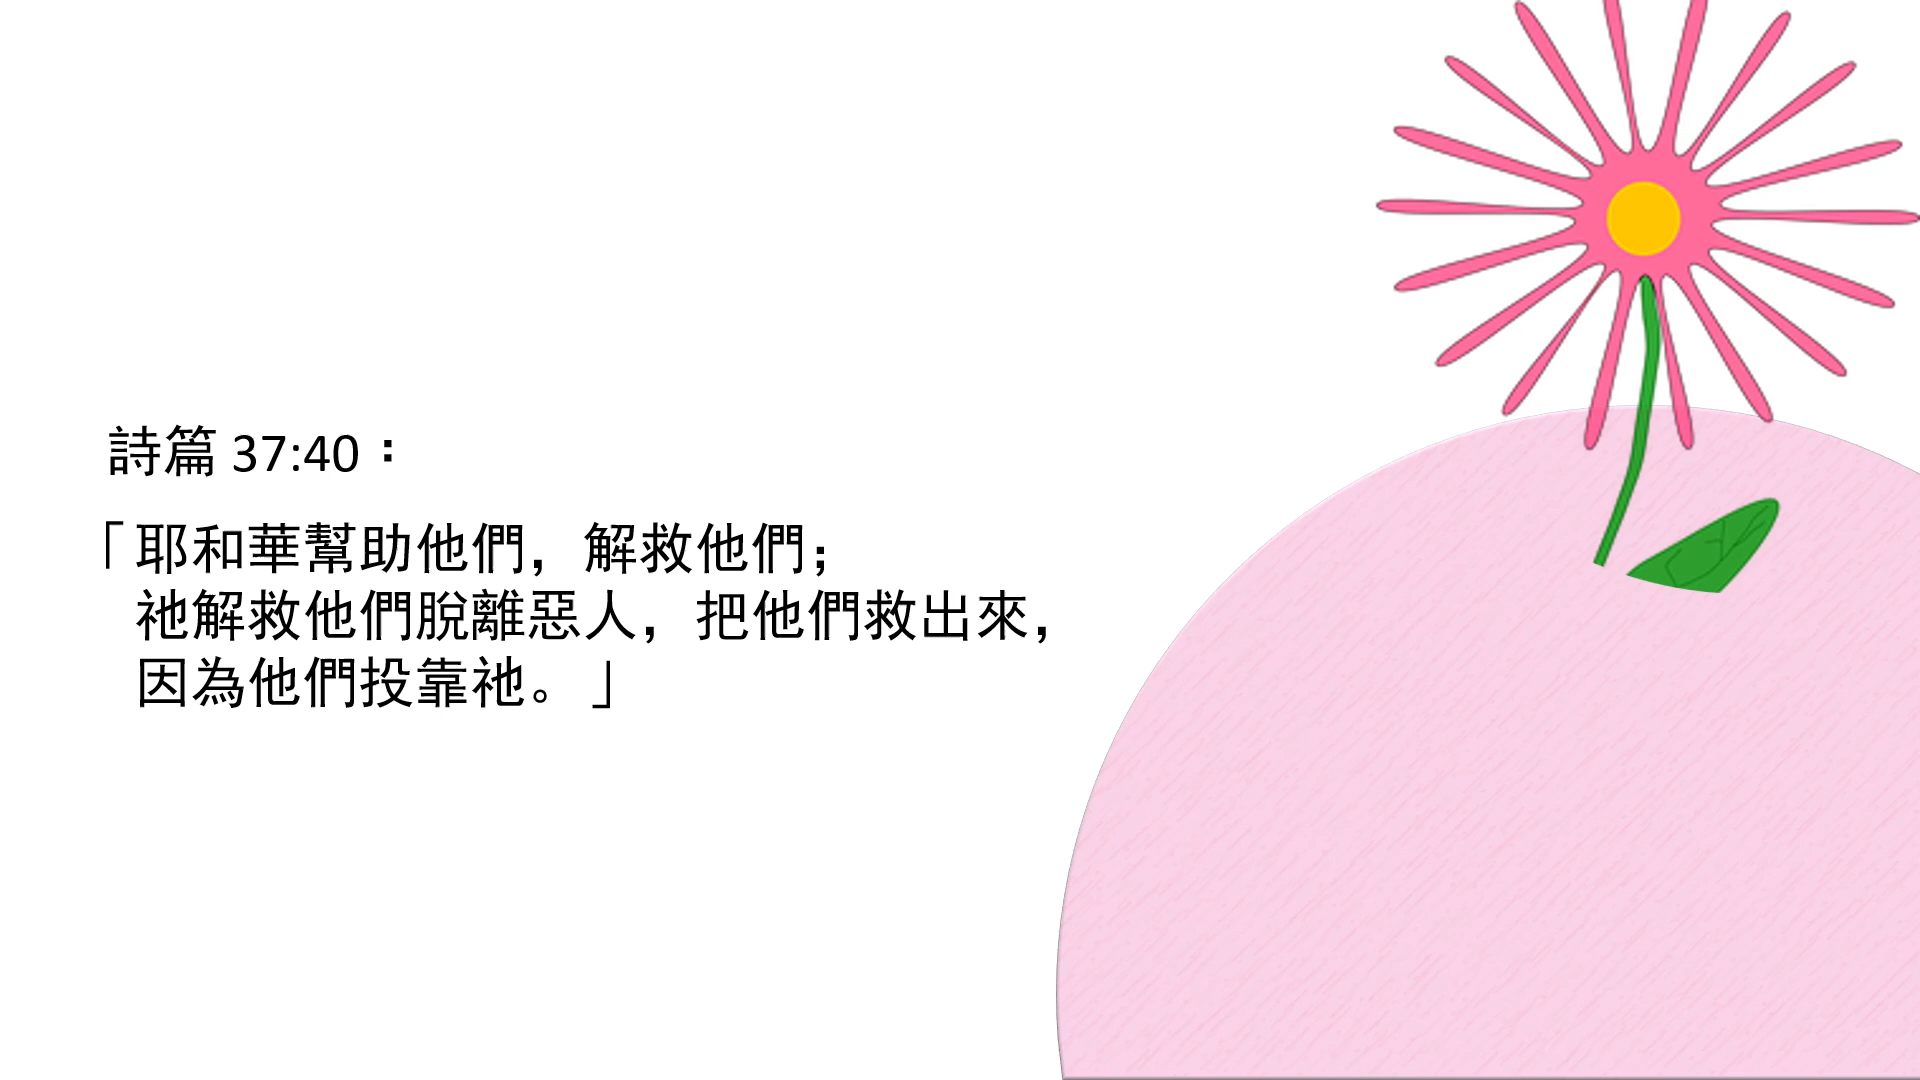 詩篇 37:40：
「耶和華幫助他們，解救他們；
祂解救他們脫離惡人，把他們救出來，
因為他們投靠祂。」